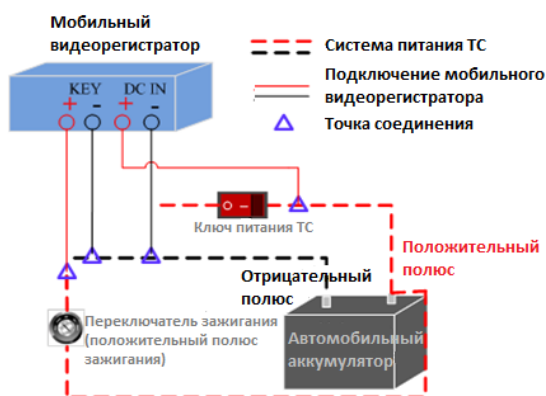 Мобильный
видеорегистратор
Система питания ТС
Подключение мобильного
видеорегистратора
Точка соединения
KEY DC IN
+ - + -
Ключ питания ТС
Положительный
полюс
Отрицательный
полюс
Переключатель зажигания
(положительный полюс
зажигания)
Автомобильный
аккумулятор